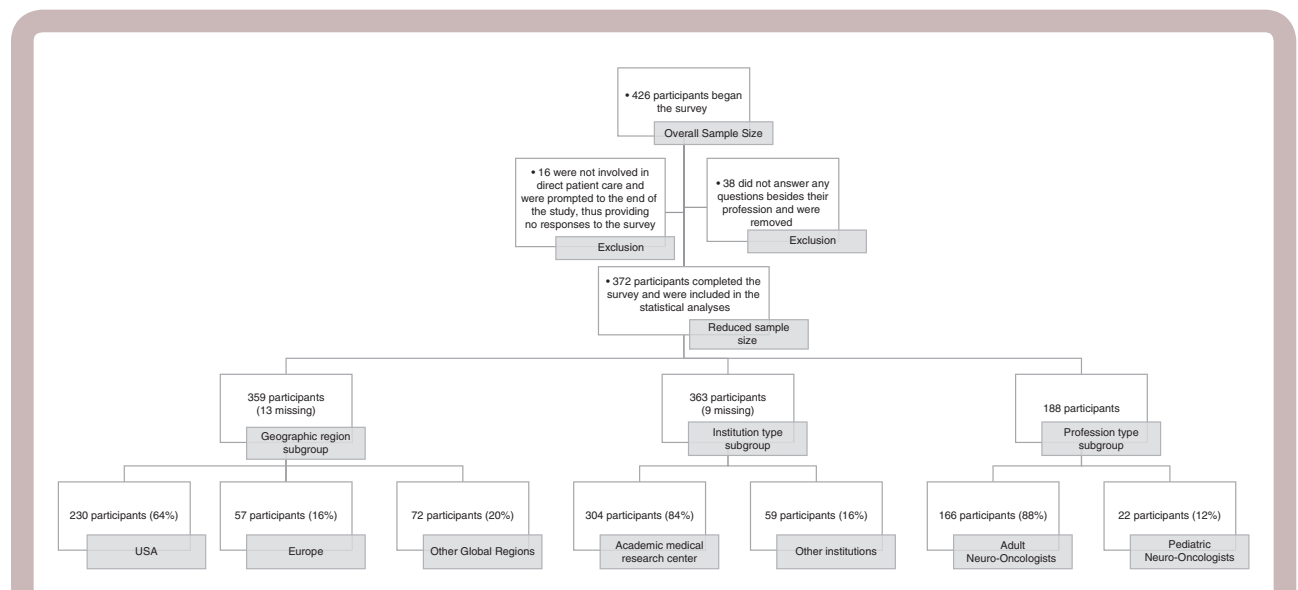 • 426 participants began
the survey
Overall Sample Size
• 16 were not involved in
direct patient care and
were prompted to the end of
the study, thus providing
no responses to the survey
Exclusion
• 38 did not answer any
questions besides their
profession and were
removed
Exclusion
• 372 participants completed the
survey and were included in the
statistical analyses
Reduced sample
size
359 participants
(13 missing)
Geographic region
subgroup
363 participants
(9 missing)
Institution type
subgroup
188 participants
Profession type
subgroup
230 participants (64%)
USA
57 participants (16%)
Europe
72 participants (20%)
Other Global Regions
304 participants (84%)
Academic medical
research center
59 participants (16%)
Other institutions
166 participants (88%)
Adult
Neuro-Oncologists
22 participants (12%)
Pediatric
Neuro-Oncologists